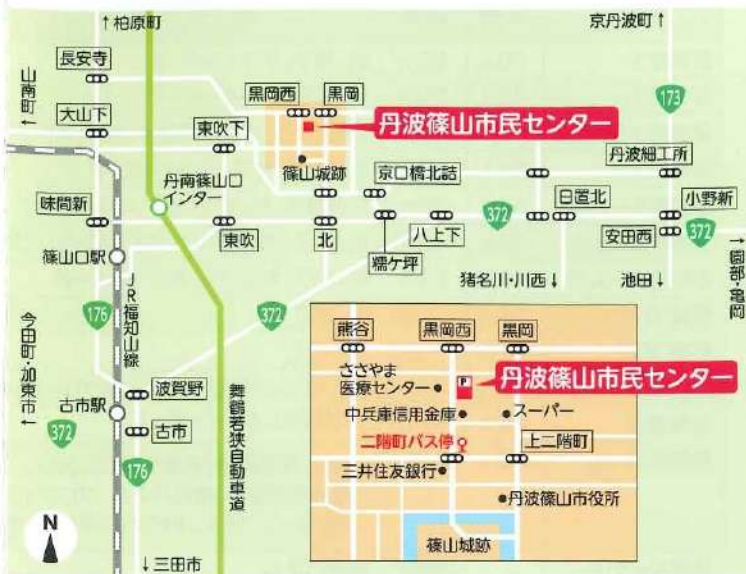 ↑柏原町
京丹波町↑
長安寺
山南町
↑
大山下
黒岡西
黒岡
173
東吹下
丹波篠山市民センター
篠山城跡
丹波細工所
丹南篠山口
インター
京口橋北詰
日置北
小野新
味間新
372
東吹
北
八上下
安田西
372
篠山口駅
糯ケ坪
猪名川・川西↓
池田↓
↑
園部・亀岡
JR福知山線
176
372
今田町・加東市
↑
波賀野
古市駅
372
古市
176
舞鶴若狭自動車道
N
↓三田市
熊谷
黒岡西
黒岡
ささやま
医療センター
P
丹波篠山市民センター
中兵庫信用金庫
スーパー
二階町バス停
上二階町
三井住友銀行
丹波篠山市役所
篠山城跡